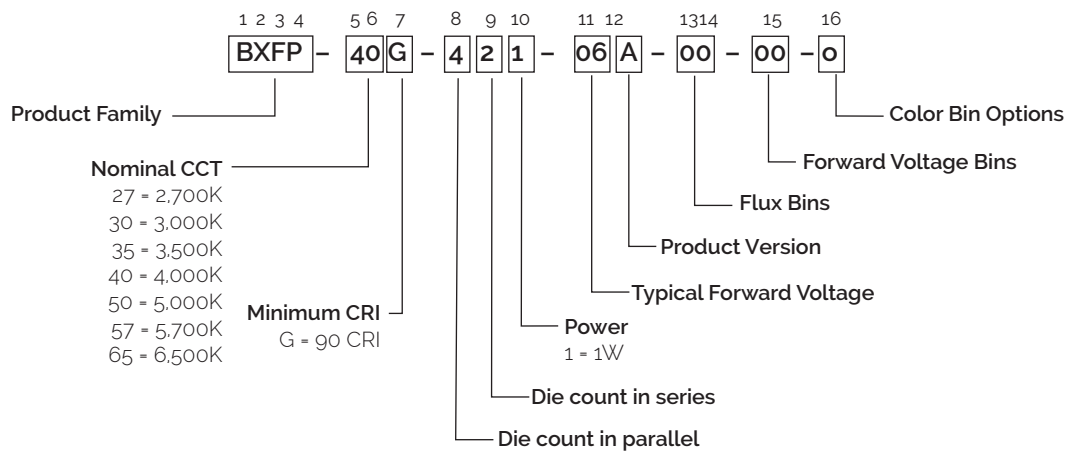 1 2 3 4 5 6 7 8 9 10 11 12 1314 15 16
BXFP – 40 G – 4 2 1 – 06 A – 00 – 00 – 0
Product Family
Color Bin Options
Nominal CCT
27 = 2,700K
30 = 3,000K
35 = 3,500K
40 = 4,000K
50 = 5,000K
57 = 5,700K
65 = 6,500K
Forward Voltage Bins
Flux Bins
Product Version
Typical Forward Voltage
Minimum CRI
G = 90 CRI
Power
1 = 1W
Die count in series
Die count in parallel